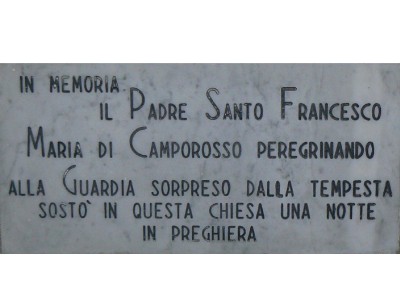 IN MEMORIA:
IL PADRE SANTO FRANCESCO
MARIA DI CAMPOROSSO PEREGRINANDO
ALLA GUARDIA SORPRESO DALLA TEMPESTA
SOSTO' IN QUESTA CHIESA UNA NOTTE
IN PREGHIERA